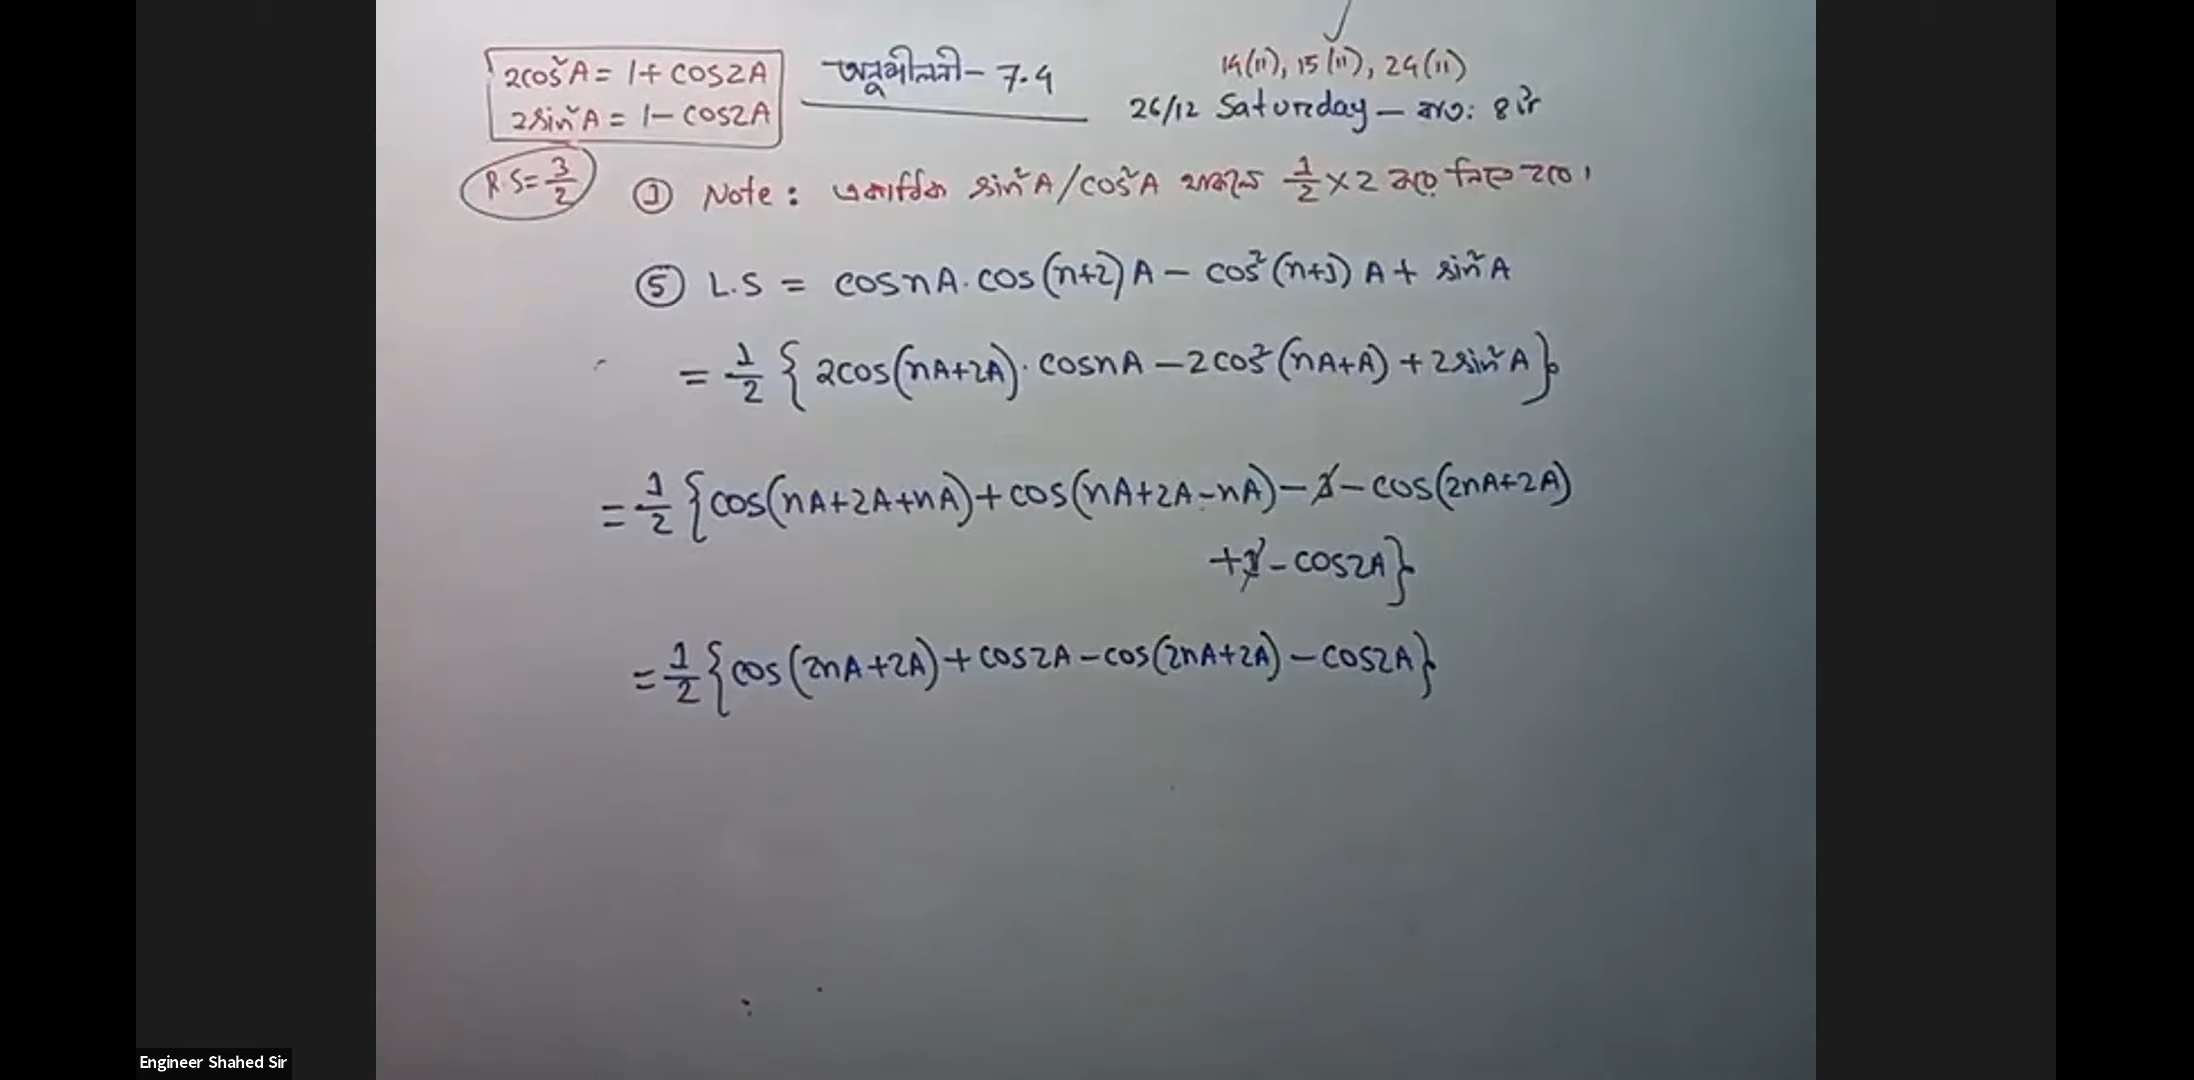 2cos²A = 1 + cos2A
2sin²A = 1 - cos2A
অনুশীলনী - 7.4
14(ii), 15(ii), 24(ii)
26/12 Saturday - রাত: 8 টা
R.S = 3/2
① Note: একাধিক sin²A/cos²A থাকলে 1/2 × 2 করে নিতে হবে।
⑤ L.S = cosnA. cos(n+2)A - cos²(n+1)A + sin²A
= 1/2 { 2cos(nA+2A). cosnA - 2cos²(nA+A) + 2sin²A}
= 1/2 {cos(nA+2A+nA) + cos(nA+2A-nA) - 1 - cos(2nA+2A)
+1 - cos2A}
= 1/2 {cos(2nA+2A) + cos2A - cos(2nA+2A) - cos2A}
Engineer Shahed Sir